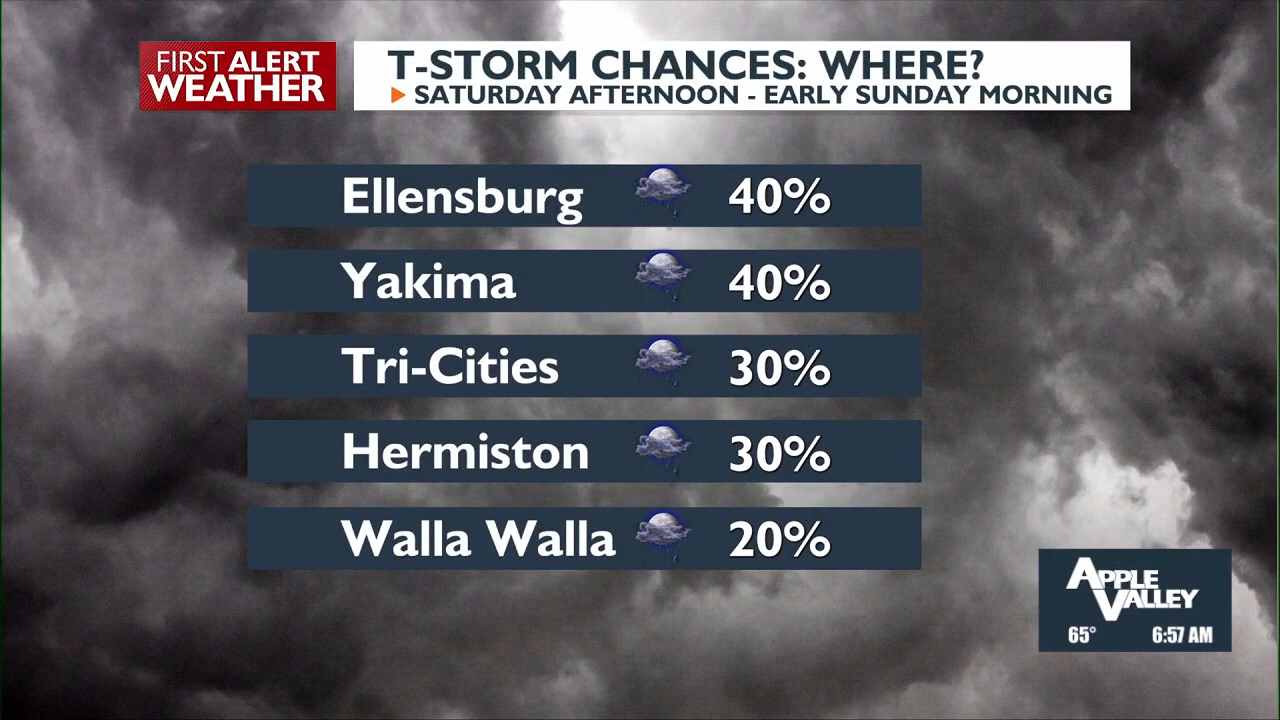 FIRST ALERT
WEATHER
T-STORM CHANCES: WHERE?
SATURDAY AFTERNOON - EARLY SUNDAY MORNING
Ellensburg 40%
Yakima 40%
Tri-Cities 30%
Hermiston 30%
Walla Walla 20%
APPLE
VALLEY
65° 6:57 AM